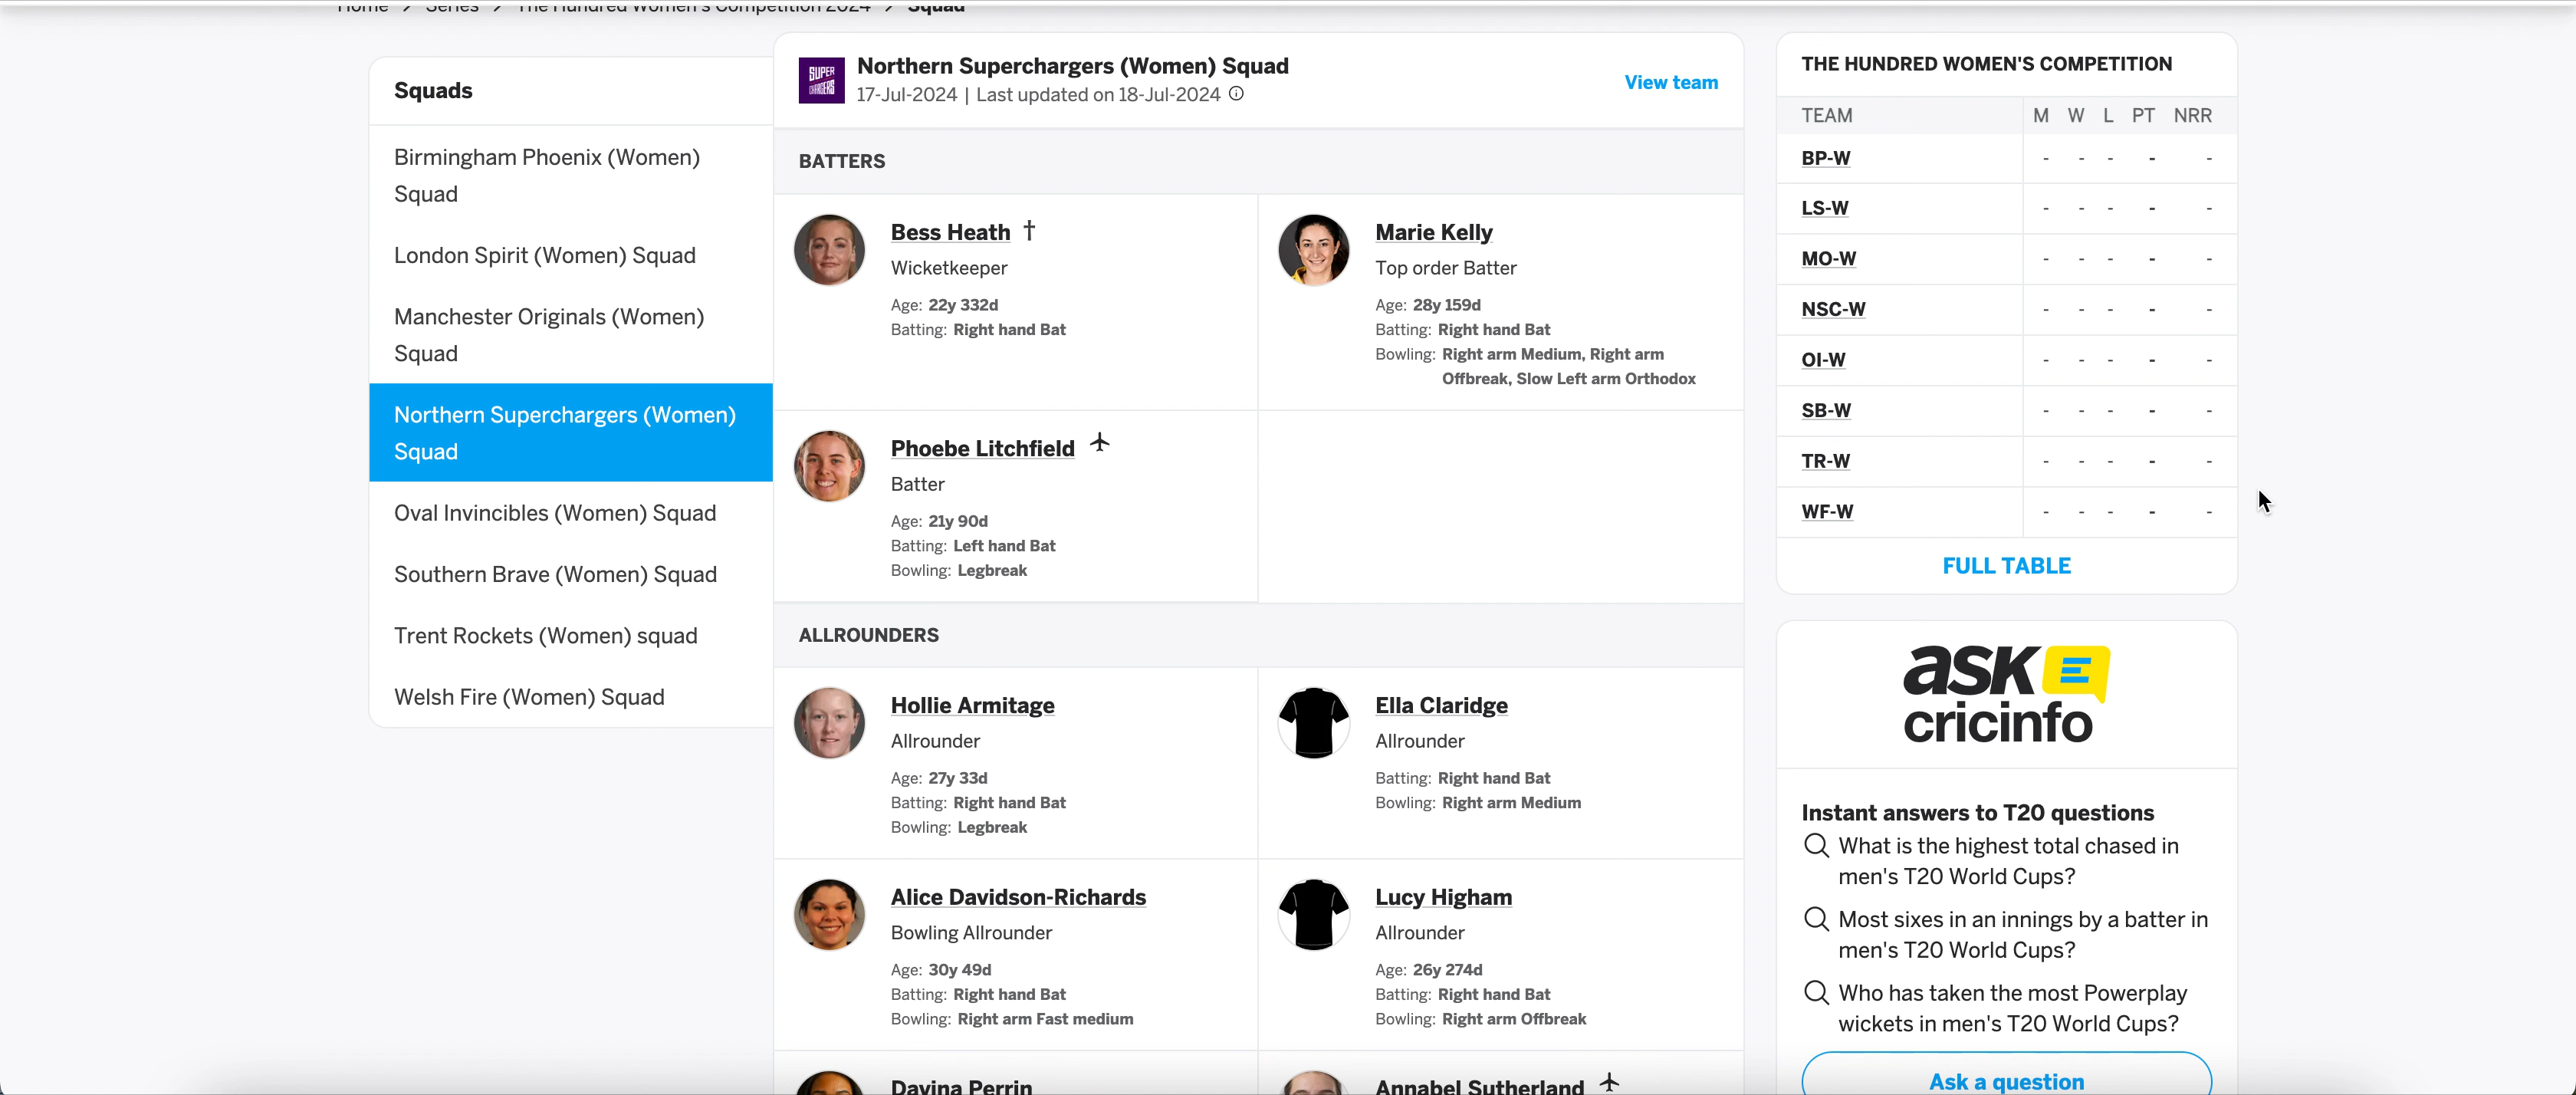 Home > Series > The Hundred Women's Competition 2024 > Squad
Squads
Birmingham Phoenix (Women)
Squad
London Spirit (Women) Squad
Manchester Originals (Women)
Squad
Northern Superchargers (Women)
Squad
Oval Invincibles (Women) Squad
Southern Brave (Women) Squad
Trent Rockets (Women) squad
Welsh Fire (Women) Squad
SUPER
CHARGERS
Northern Superchargers (Women) Squad
17-Jul-2024 | Last updated on 18-Jul-2024
View team
BATTERS
Bess Heath †
Wicketkeeper
Age: 22y 332d
Batting: Right hand Bat
Marie Kelly
Top order Batter
Age: 28y 159d
Batting: Right hand Bat
Bowling: Right arm Medium, Right arm
Offbreak, Slow Left arm Orthodox
Phoebe Litchfield
Batter
Age: 21y 90d
Batting: Left hand Bat
Bowling: Legbreak
ALLROUNDERS
Hollie Armitage
Allrounder
Age: 27y 33d
Batting: Right hand Bat
Bowling: Legbreak
Ella Claridge
Allrounder
Batting: Right hand Bat
Bowling: Right arm Medium
Alice Davidson-Richards
Bowling Allrounder
Age: 30y 49d
Batting: Right hand Bat
Bowling: Right arm Fast medium
Lucy Higham
Allrounder
Age: 26y 274d
Batting: Right hand Bat
Bowling: Right arm Offbreak
Davina Perrin
Annabel Sutherland
THE HUNDRED WOMEN'S COMPETITION
TEAM M W L PT NRR
BP-W - - - - -
LS-W - - - - -
MO-W - - - - -
NSC-W - - - - -
OI-W - - - - -
SB-W - - - - -
TR-W - - - - -
WF-W - - - - -
FULL TABLE
ask
cricinfo
Instant answers to T20 questions
What is the highest total chased in
men's T20 World Cups?
Most sixes in an innings by a batter in
men's T20 World Cups?
Who has taken the most Powerplay
wickets in men's T20 World Cups?
Ask a question